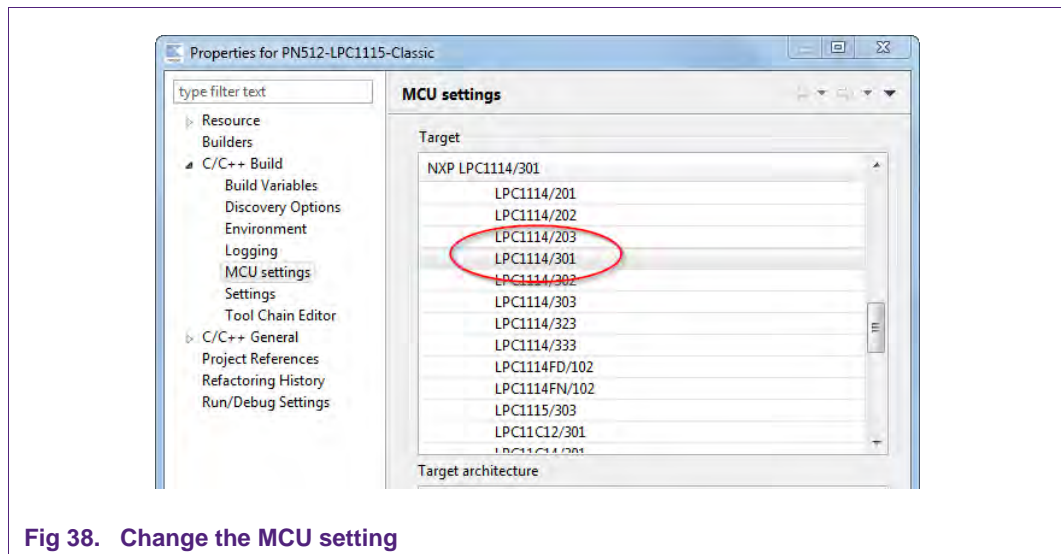 Properties for PN512-LPC1115-Classic
type filter text
Resource
Builders
C/C++ Build
Build Variables
Discovery Options
Environment
Logging
MCU settings
Settings
Tool Chain Editor
C/C++ General
Project References
Refactoring History
Run/Debug Settings
MCU settings
Target
NXP LPC1114/301
LPC1114/201
LPC1114/202
LPC1114/203
LPC1114/301
LPC1114/302
LPC1114/303
LPC1114/323
LPC1114/333
LPC1114FD/102
LPC1114FN/102
LPC1115/303
LPC11C12/301
LPC11C14/301
Target architecture
Fig 38. Change the MCU setting